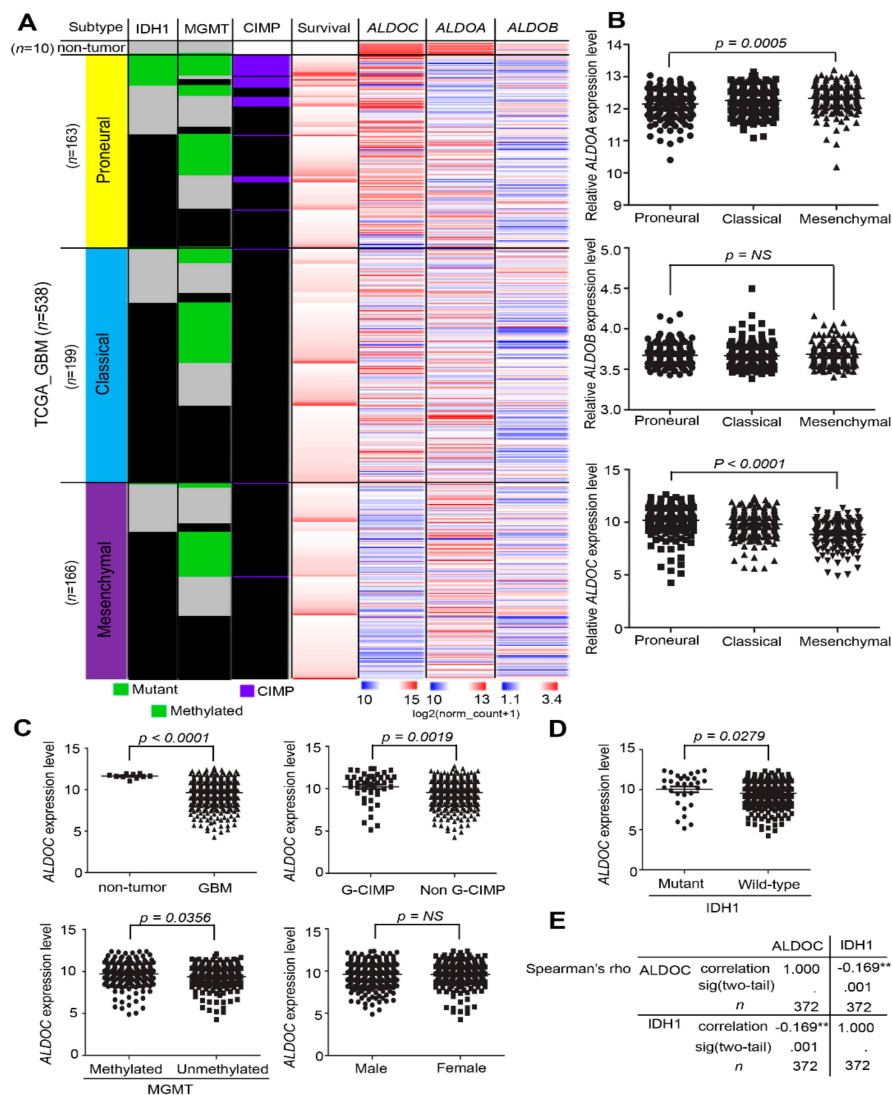 A
Subtype IDH1 MGMT CIMP Survival ALDOC ALDOA ALDOB
(n=10) non-tumor
TCGA_GBM (n=538)
(n=163)
Proneural
(n=199)
Classical
(n=166)
Mesenchymal
Mutant
CIMP
Methylated
10 15 10 13 1.1 3.4
log2(norm_count+1)
B
Relative ALDOA expression level
p = 0.0005
14
13
12
11
10
9
Proneural Classical Mesenchymal
Relative ALDOB expression level
p = NS
5.0
4.5
4.0
3.5
3.0
Proneural Classical Mesenchymal
Relative ALDOC expression level
P < 0.0001
15
10
5
0
Proneural Classical Mesenchymal
C
ALDOC expression level
p < 0.0001
15
10
5
0
non-tumor GBM
ALDOC expression level
p = 0.0019
15
10
5
0
G-CIMP Non G-CIMP
ALDOC expression level
p = 0.0356
15
10
5
0
Methylated Unmethylated
MGMT
ALDOC expression level
p = NS
15
10
5
0
Male Female
D
ALDOC expression level
p = 0.0279
15
10
5
0
Mutant Wild-type
IDH1
E
ALDOC IDH1
Spearman's rho ALDOC correlation 1.000 -0.169**
sig(two-tail) . .001
n 372 372
IDH1 correlation -0.169** 1.000
sig(two-tail) .001 .
n 372 372